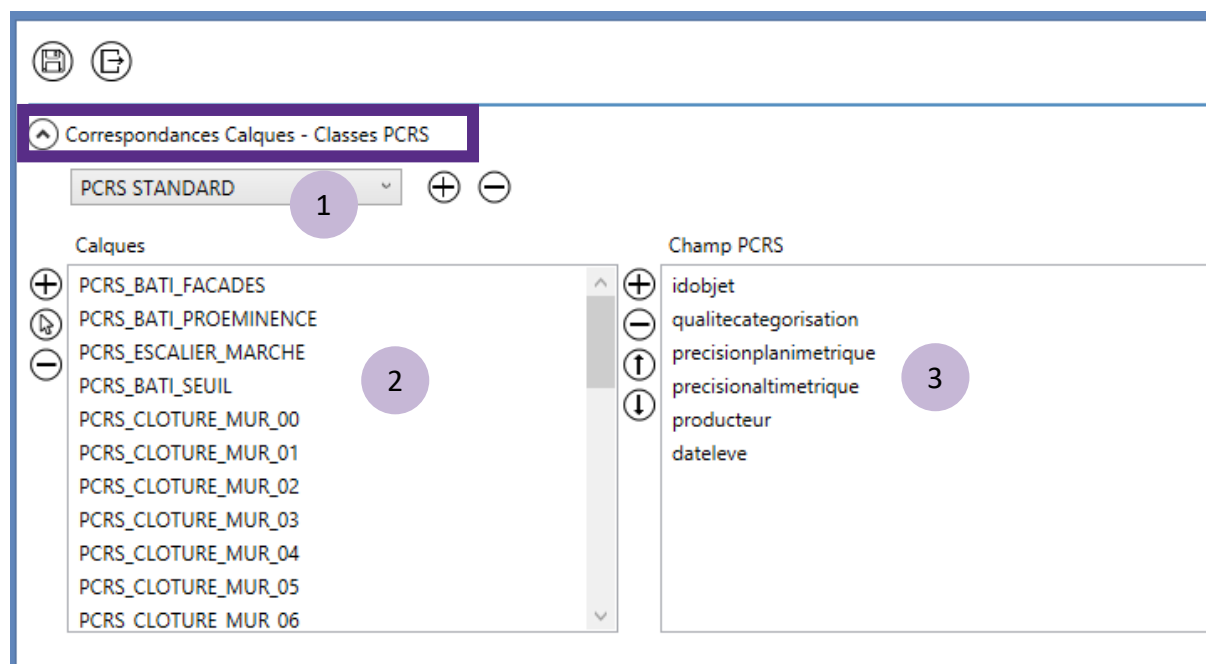 Correspondances Calques - Classes PCRS
PCRS STANDARD
1
Calques
Champ PCRS
PCRS_BATI_FACADES
PCRS_BATI_PROEMINENCE
PCRS_ESCALIER_MARCHE
PCRS_BATI_SEUIL
PCRS_CLOTURE_MUR_00
PCRS_CLOTURE_MUR_01
PCRS_CLOTURE_MUR_02
PCRS_CLOTURE_MUR_03
PCRS_CLOTURE_MUR_04
PCRS_CLOTURE_MUR_05
PCRS_CLOTURE_MUR_06
2
idobjet
qualitecategorisation
precisionplanimetrique
precisionaltimetrique
producteur
dateleve
3